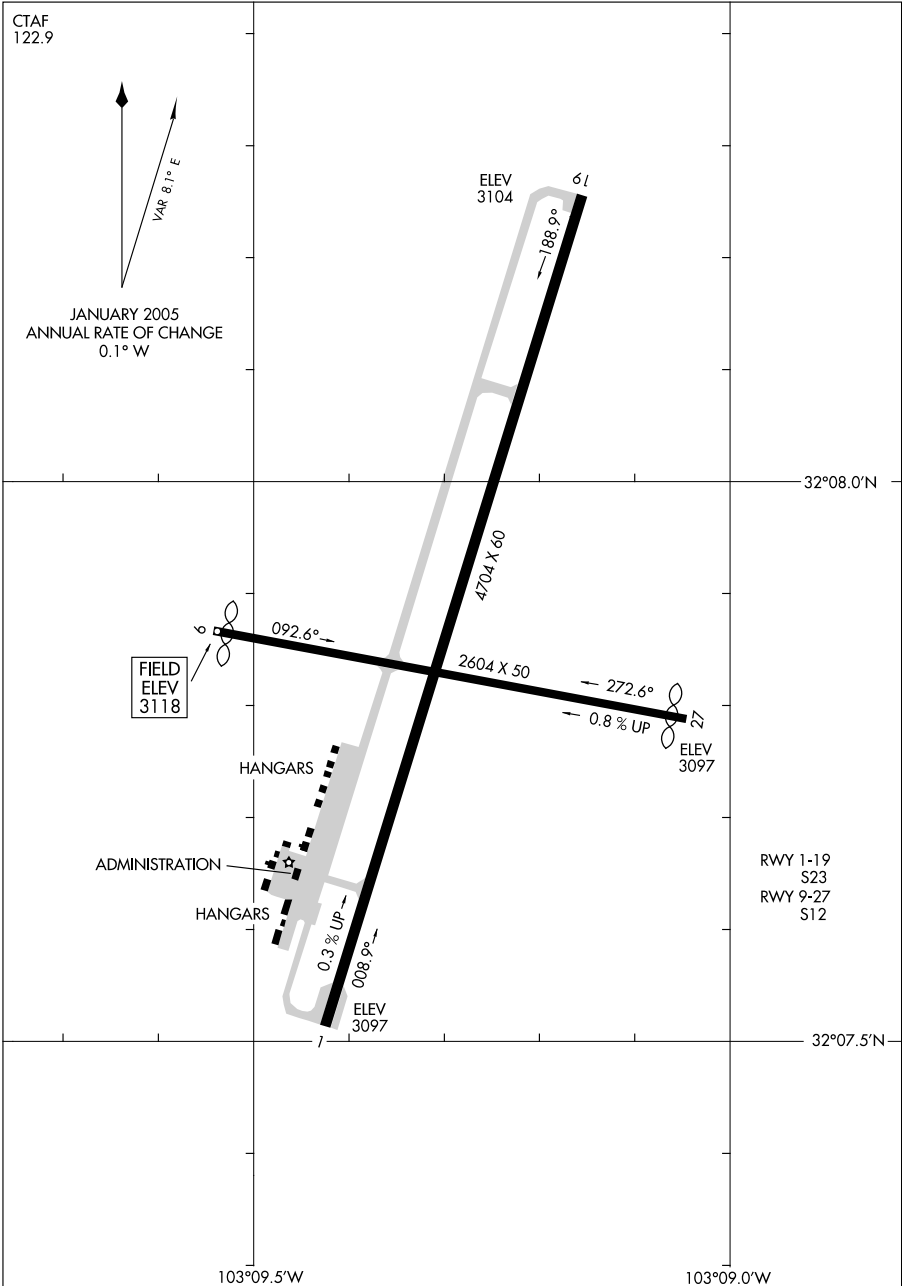 CTAF
122.9
VAR 8.1° E
JANUARY 2005
ANNUAL RATE OF CHANGE
0.1° W
ELEV
3104
19
188.9°
32°08.0'N
4704 X 60
9
092.6°
2604 X 50
FIELD
ELEV
3118
272.6°
0.8 % UP
27
ELEV
3097
HANGARS
ADMINISTRATION
HANGARS
RWY 1-19
S23
RWY 9-27
S12
0.3 % UP
008.9°
ELEV
3097
1
32°07.5'N
103°09.5'W
103°09.0'W